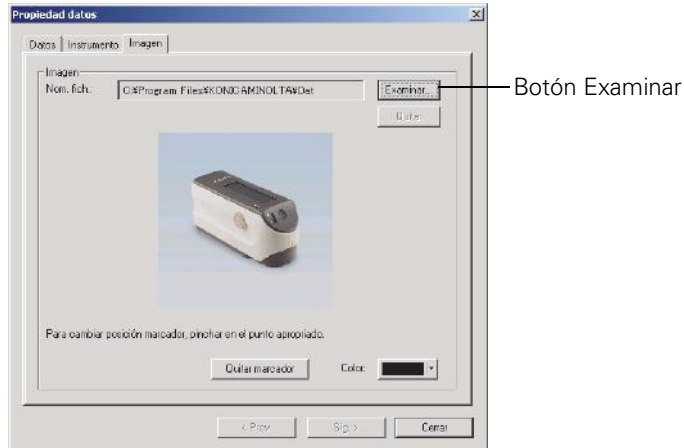 Propiedad datos
Datos Instrumento Imagen
Imagen
Nom. fich.: C:¥Program Files¥KONICAMINOLTA¥Dat Examinar... Botón Examinar
Quitar
Para cambiar posición marcador, pinchar en el punto apropiado.
Quitar marcador Color:
< Prev Sig > Cerrar